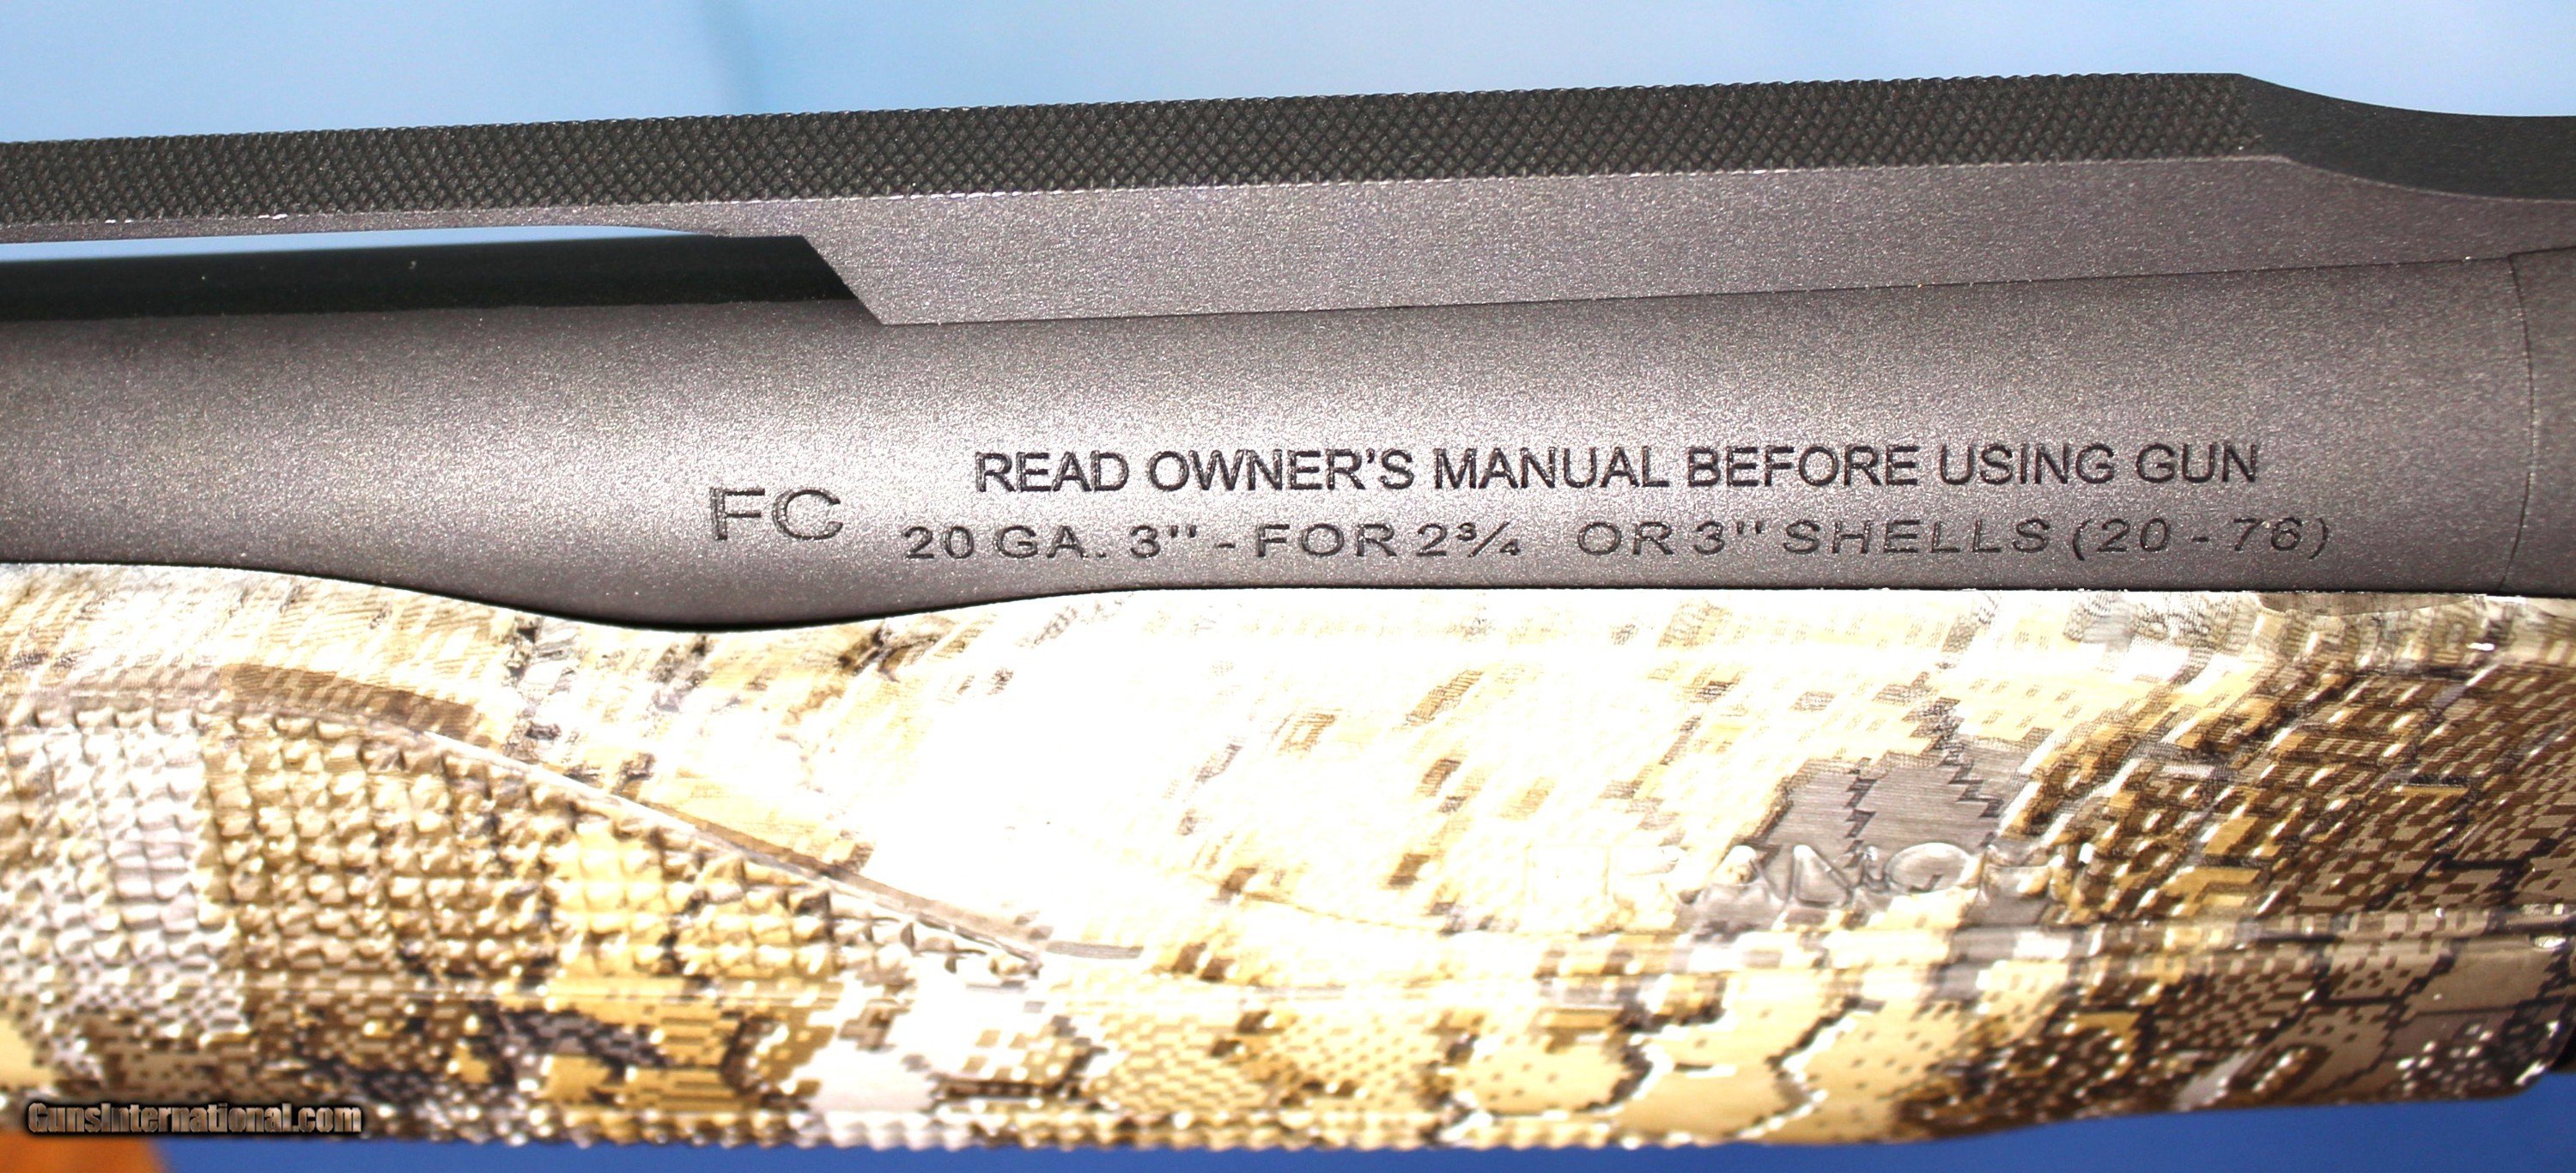 READ OWNER'S MANUAL BEFORE USING GUN
FC
20 GA. 3" - FOR 2¾ OR 3" SHELLS (20 - 76)
FRANCHI
GunsInternational.com